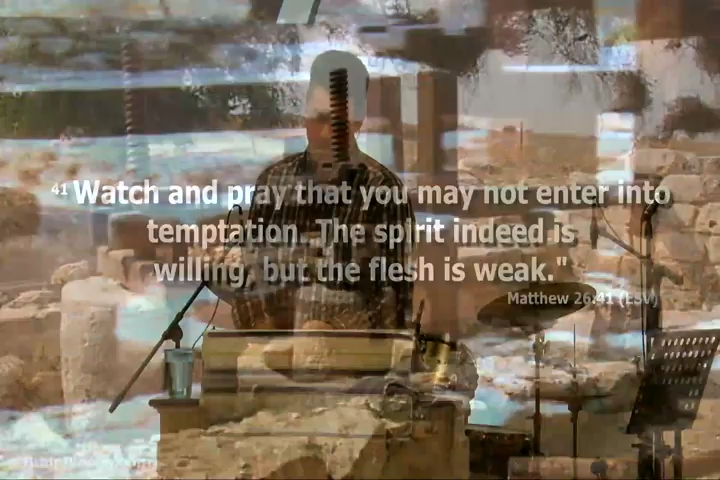 41 Watch and pray that you may not enter into
temptation. The spirit indeed is
willing, but the flesh is weak."
Matthew 26:41 (ESV)